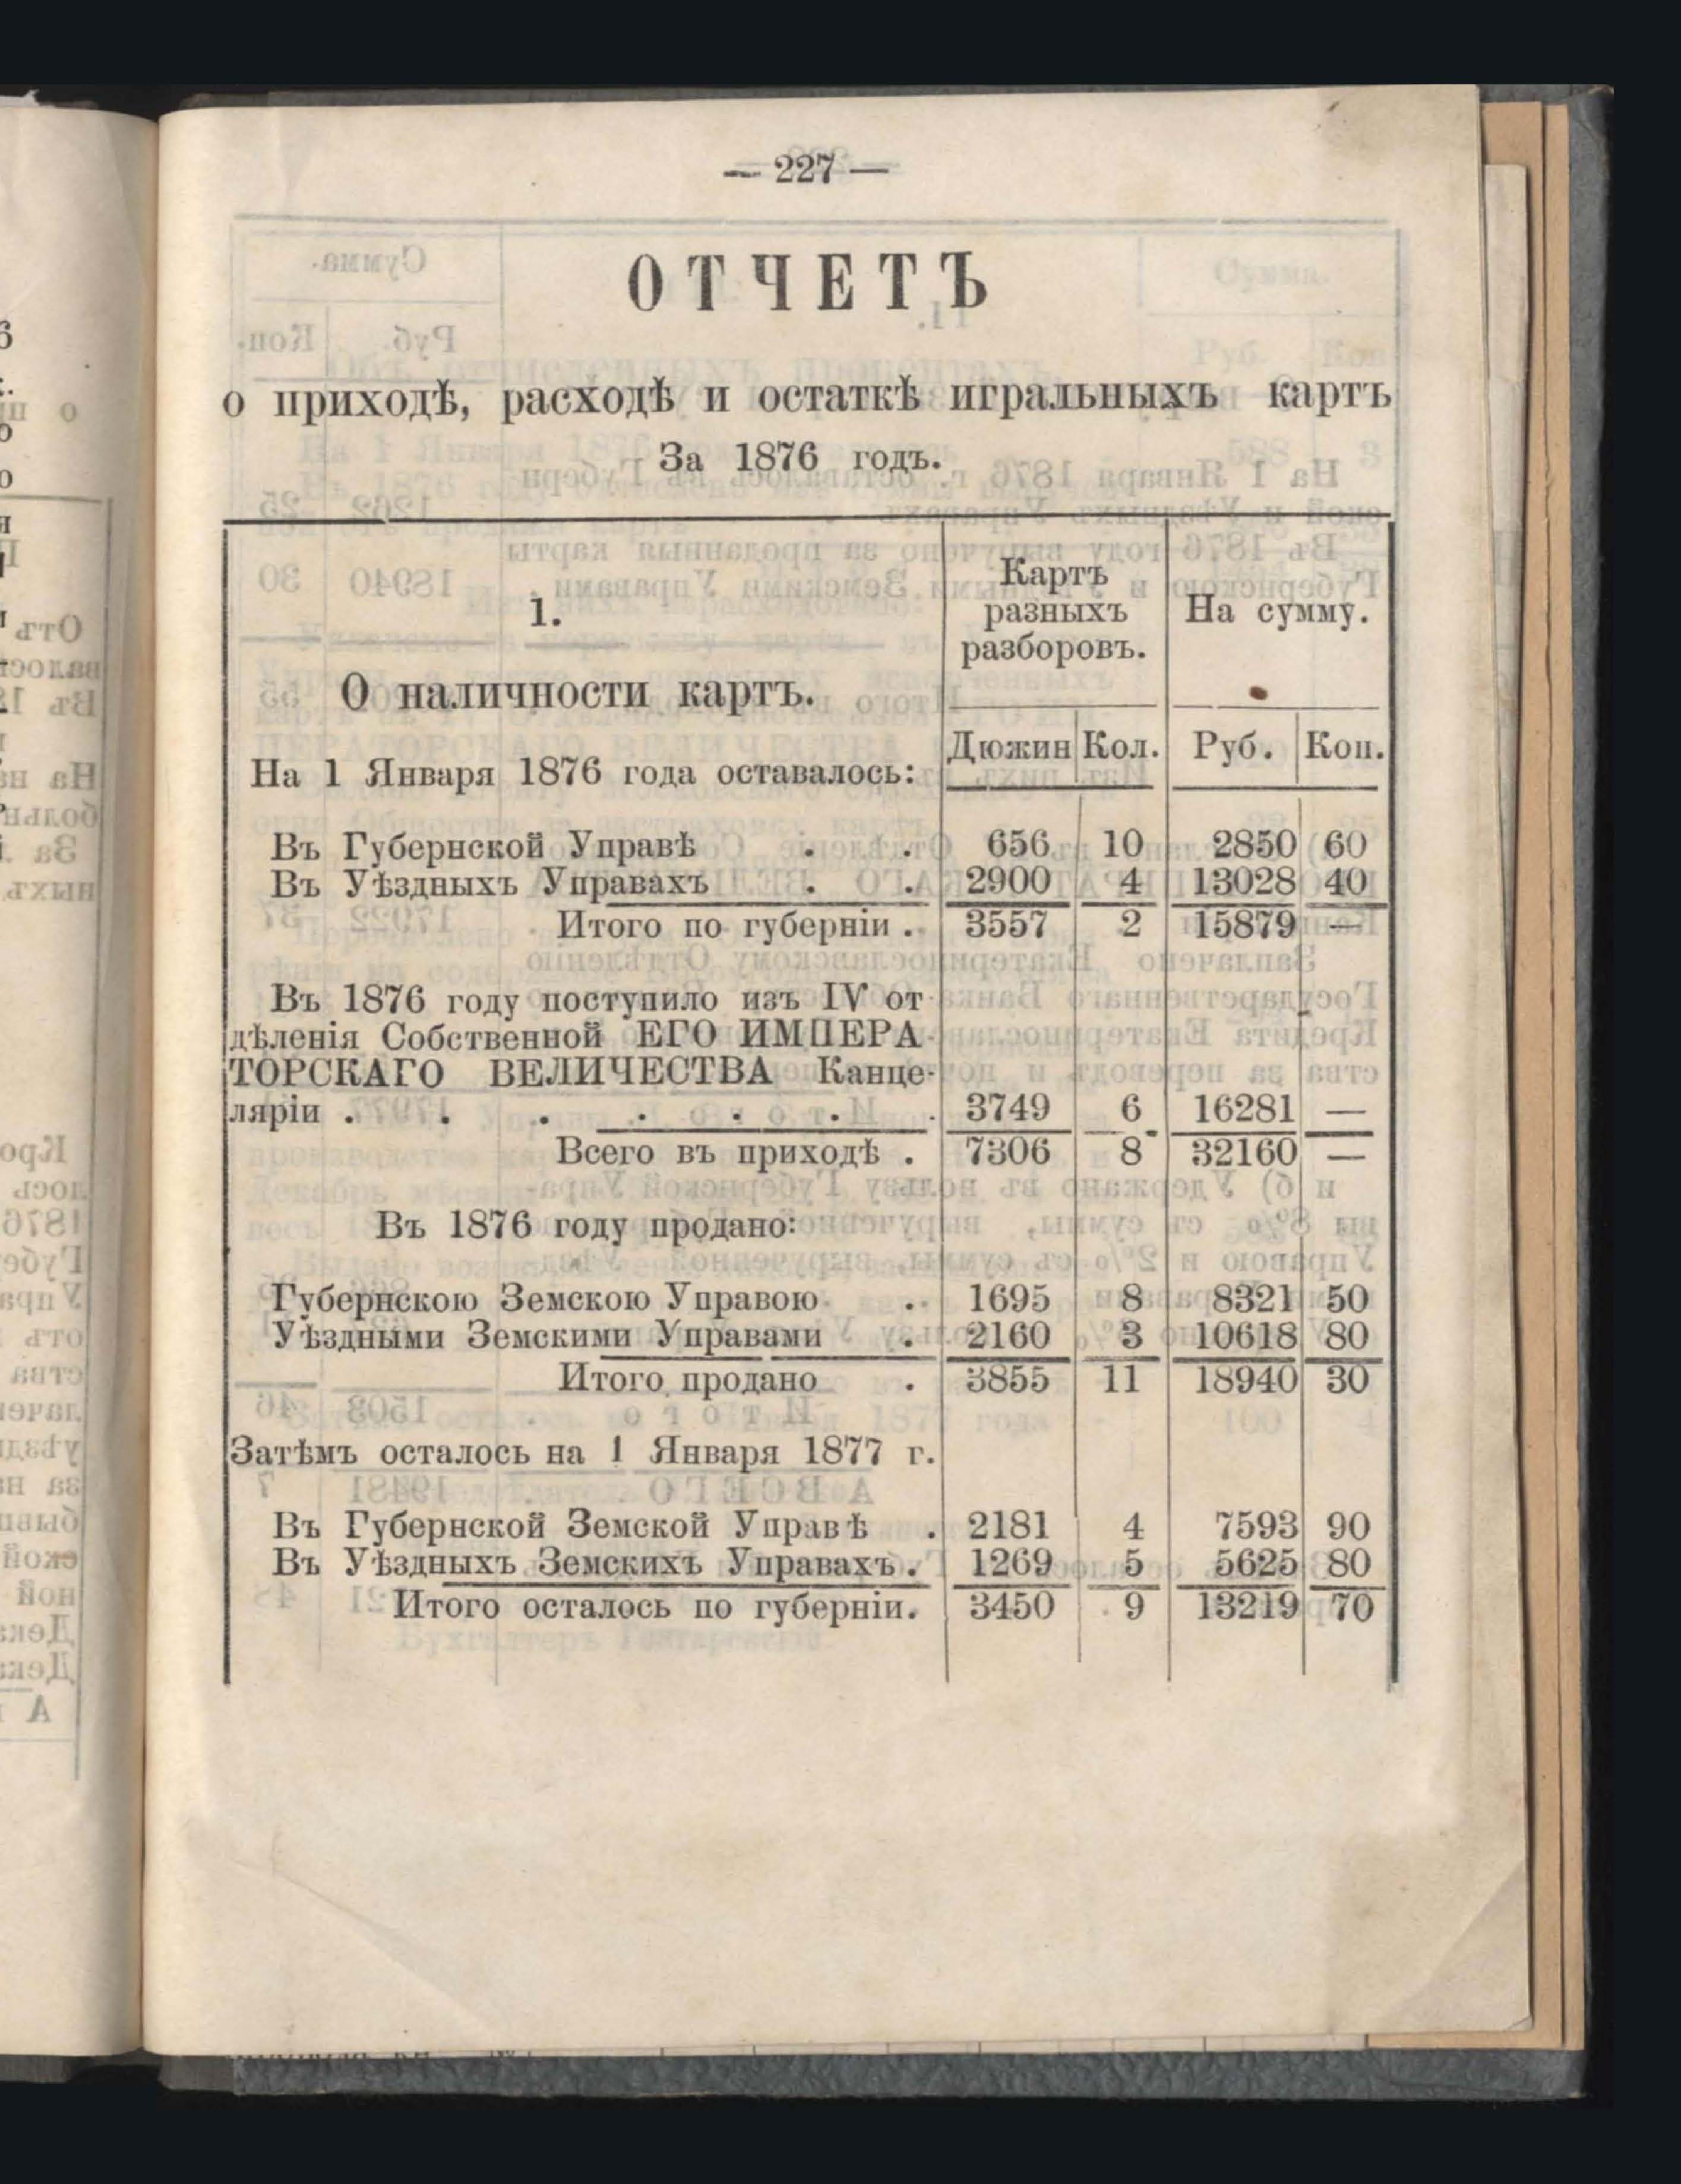 — 227 —
ОТЧЕТЪ
о приходѣ, расходѣ и остаткѣ игральныхъ картъ
За 1876 годъ.
1.
О наличности картъ.
Картъ разныхъ разборовъ.
На сумму.
Дюжин Кол. Руб. Коп.
На 1 Января 1876 года оставалось:
Въ Губернской Управѣ . . 656 10 2850 60
Въ Уѣздныхъ Управахъ . . 2900 4 13028 40
Итого по губерніи . 3557 2 15879 —
Въ 1876 году поступило изъ IV от-
дѣленія Собственной ЕГО ИМПЕРА-
ТОРСКАГО ВЕЛИЧЕСТВА Канце-
ляріи . . . . . . . 3749 6 16281 —
Всего въ приходѣ . 7306 8 32160 —
Въ 1876 году продано:
Губернскою Земскою Управою . 1695 8 8321 50
Уѣздными Земскими Управами . 2160 3 10618 80
Итого продано . 3855 11 18940 30
Затѣмъ осталось на 1 Января 1877 г.
Въ Губернской Земской Управѣ . 2181 4 7593 90
Въ Уѣздныхъ Земскихъ Управахъ . 1269 5 5625 80
Итого осталось по губерніи. 3450 9 13219 70